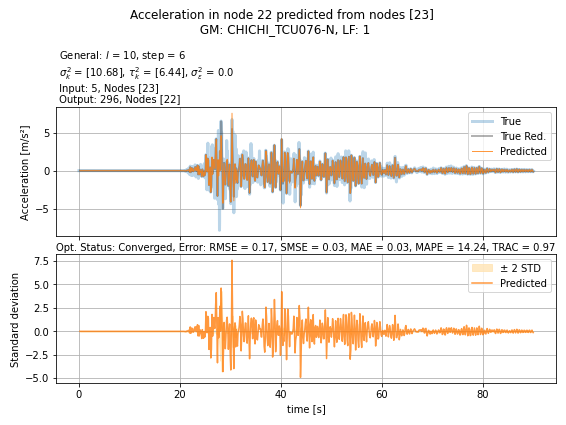 Acceleration in node 22 predicted from nodes [23]
GM: CHICHI_TCU076-N, LF: 1
General: l = 10, step = 6
σ²ₖ = [10.68], τ²ₖ = [6.44], σ²_ε = 0.0
Input: 5, Nodes [23]
Output: 296, Nodes [22]
Acceleration [m/s²]
5
0
−5
True
True Red.
Predicted
Opt. Status: Converged, Error: RMSE = 0.17, SMSE = 0.03, MAE = 0.03, MAPE = 14.24, TRAC = 0.97
Standard deviation
7.5
5.0
2.5
0.0
−2.5
−5.0
± 2 STD
Predicted
0 20 40 60 80
time [s]